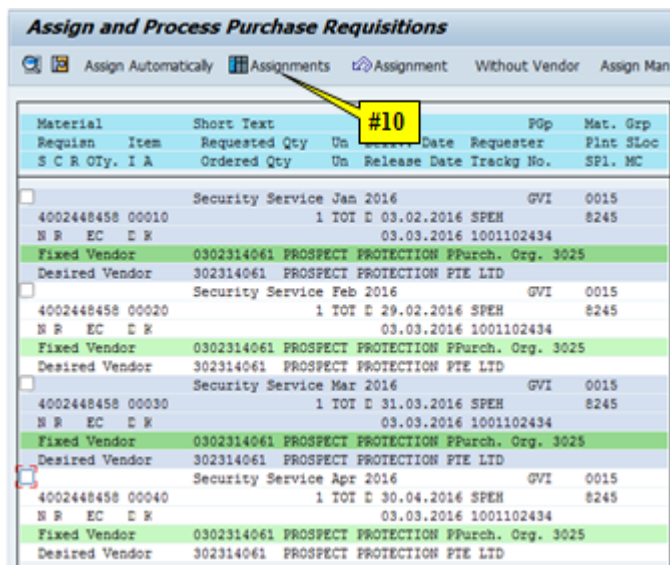 Assign and Process Purchase Requisitions
Assign Automatically Assignments Assignment Without Vendor Assign Man
#10
Material Short Text PGp Mat. Grp
Requisn Item Requested Qty Un Date Requester Plnt SLoc
S C R OTy. I A Ordered Qty Un Release Date Trackg No. SPl. MC
Security Service Jan 2016 GVI 0015
4002448458 00010 1 TOT D 03.02.2016 SPEH 8245
N R EC D K 03.03.2016 1001102434
Fixed Vendor 0302314061 PROSPECT PROTECTION PPurch. Org. 3025
Desired Vendor 302314061 PROSPECT PROTECTION PTE LTD
Security Service Feb 2016 GVI 0015
4002448458 00020 1 TOT D 29.02.2016 SPEH 8245
N R EC D K 03.03.2016 1001102434
Fixed Vendor 0302314061 PROSPECT PROTECTION PPurch. Org. 3025
Desired Vendor 302314061 PROSPECT PROTECTION PTE LTD
Security Service Mar 2016 GVI 0015
4002448458 00030 1 TOT D 31.03.2016 SPEH 8245
N R EC D K 03.03.2016 1001102434
Fixed Vendor 0302314061 PROSPECT PROTECTION PPurch. Org. 3025
Desired Vendor 302314061 PROSPECT PROTECTION PTE LTD
Security Service Apr 2016 GVI 0015
4002448458 00040 1 TOT D 30.04.2016 SPEH 8245
N R EC D K 03.03.2016 1001102434
Fixed Vendor 0302314061 PROSPECT PROTECTION PPurch. Org. 3025
Desired Vendor 302314061 PROSPECT PROTECTION PTE LTD